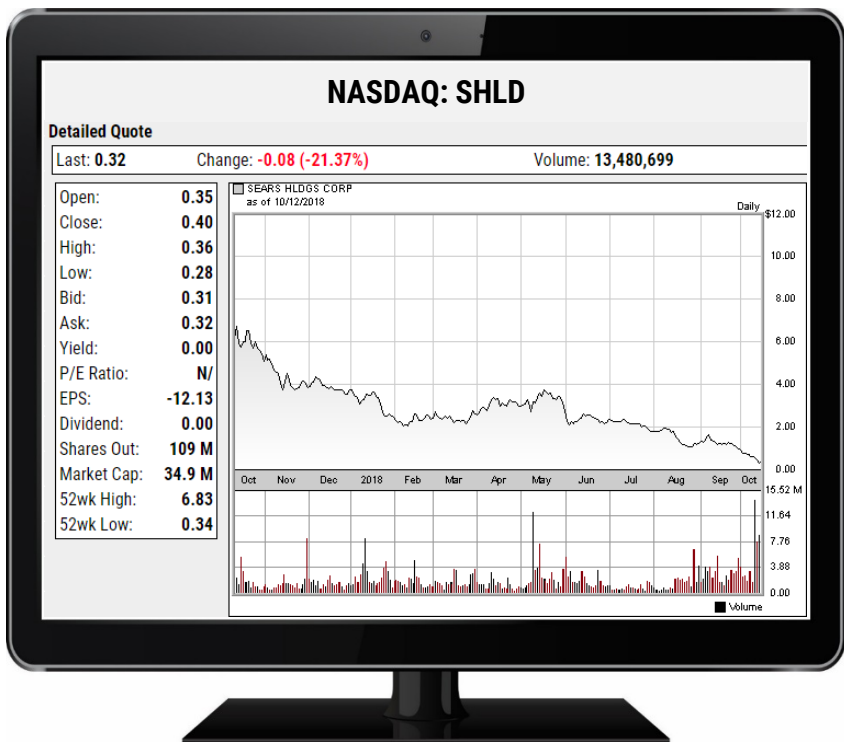 NASDAQ: SHLD
Detailed Quote
Last: 0.32 Change: -0.08 (-21.37%) Volume: 13,480,699
Open: 0.35
Close: 0.40
High: 0.36
Low: 0.28
Bid: 0.31
Ask: 0.32
Yield: 0.00
P/E Ratio: N/
EPS: -12.13
Dividend: 0.00
Shares Out: 109 M
Market Cap: 34.9 M
52wk High: 6.83
52wk Low: 0.34
SEARS HLDGS CORP
as of 10/12/2018
Daily
$12.00
10.00
8.00
6.00
4.00
2.00
0.00
Oct Nov Dec 2018 Feb Mar Apr May Jun Jul Aug Sep Oct
15.52 M
11.64
7.76
3.88
0.00
Volume